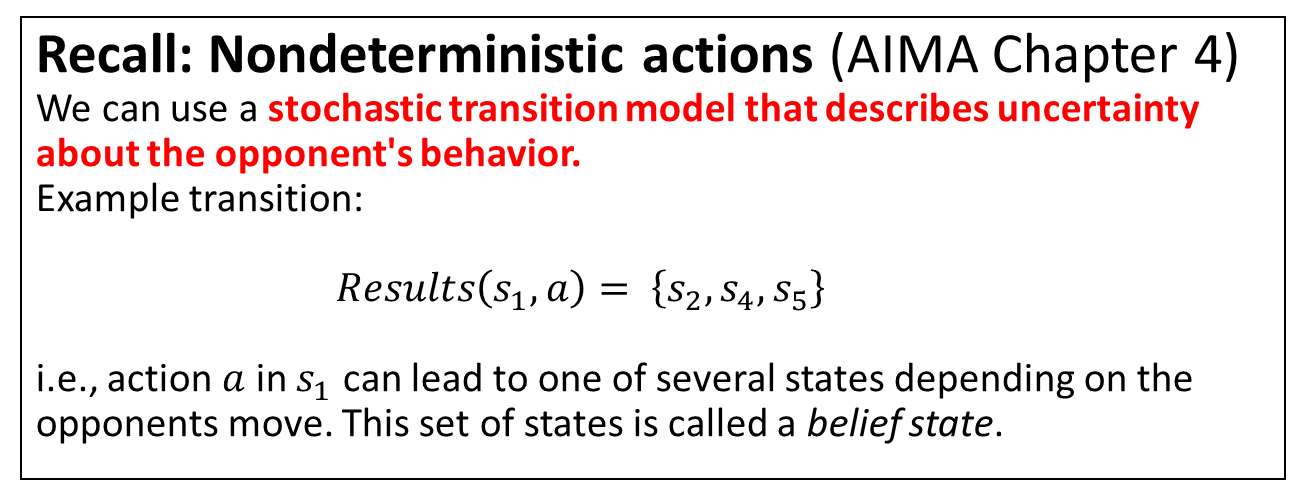 Recall: Nondeterministic actions (AIMA Chapter 4)
We can use a stochastic transition model that describes uncertainty
about the opponent's behavior.
Example transition:
Results(s₁, a) = {s₂, s₄, s₅}
i.e., action a in s₁ can lead to one of several states depending on the
opponents move. This set of states is called a belief state.